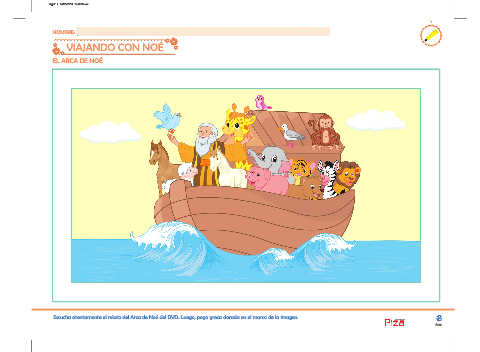 NOMBRE:
VIAJANDO CON NOÉ
EL ARCA DE NOÉ
Escucha atentamente el relato del Arca de Noé del DVD. Luego, pega greca dorada en el marco de la imagen.
8